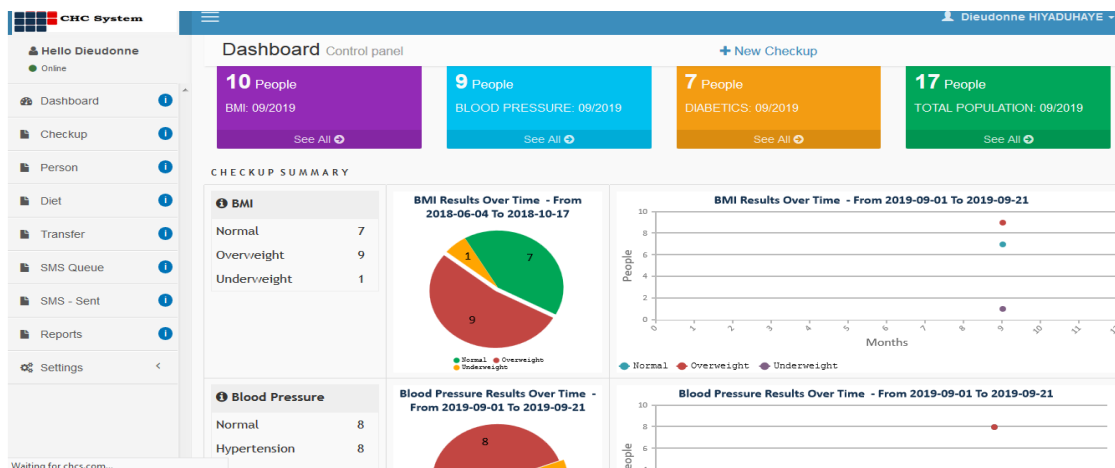 CHC System
Dieudonne HIYADUHAYE
Hello Dieudonne
Online
Dashboard
Checkup
Person
Diet
Transfer
SMS Queue
SMS - Sent
Reports
Settings
Waiting for chcs.com...
Dashboard Control panel
New Checkup
10 People
BMI: 09/2019
See All
9 People
BLOOD PRESSURE: 09/2019
See All
7 People
DIABETICS: 09/2019
See All
17 People
TOTAL POPULATION: 09/2019
See All
CHECKUP SUMMARY
BMI
Normal 7
Overweight 9
Underweight 1
BMI Results Over Time - From
2018-06-04 To 2018-10-17
1
7
9
Normal Overweight
Underweight
BMI Results Over Time - From 2019-09-01 To 2019-09-21
People
10
8
6
4
2
0
0 1 2 3 4 5 6 7 8 9 10 11
Months
Normal Overweight Underweight
Blood Pressure
Normal 8
Hypertension 8
Blood Pressure Results Over Time -
From 2019-09-01 To 2019-09-21
8
Blood Pressure Results Over Time - From 2019-09-01 To 2019-09-21
People
10
8
6